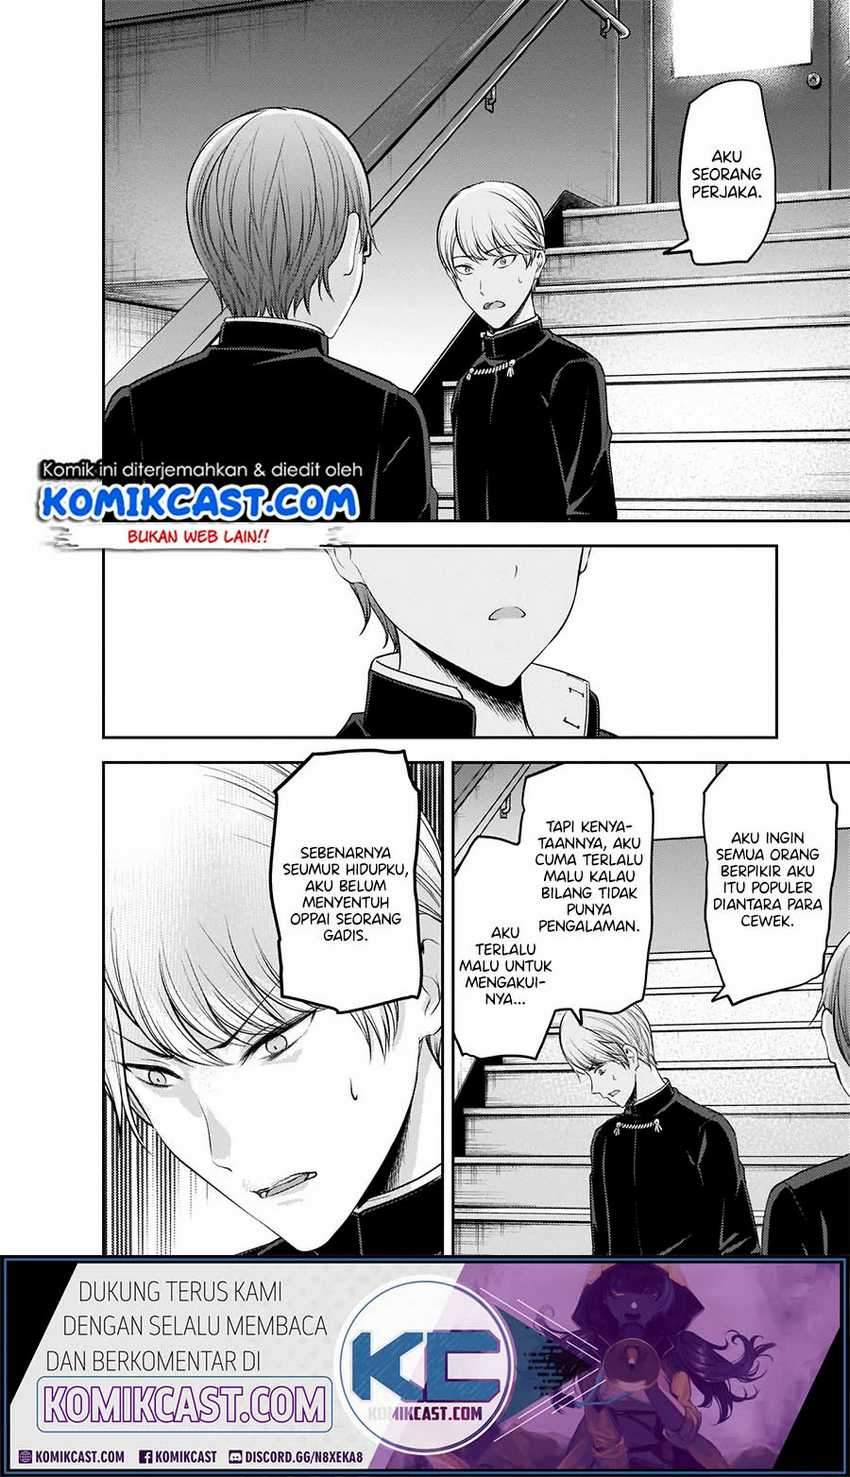 AKU
SEORANG
PERJAKA.
Komik ini diterjemahkan & diedit oleh
KOMIKCAST.COM
BUKAN WEB LAIN!!
AKU INGIN
SEMUA ORANG
BERPIKIR AKU
ITU POPULER
DIANTARA PARA
CEWEK.
TAPI KENYA-
TAANNYA, AKU
CUMA TERLALU
MALU KALAU
BILANG TIDAK
PUNYA
PENGALAMAN.
AKU
TERLALU
MALU UNTUK
MENGAKUI-
NYA...
SEBENARNYA
SEUMUR HIDUPKU,
AKU BELUM
MENYENTUH
OPPAI SEORANG
GADIS.
DUKUNG TERUS KAMI
DENGAN SELALU MEMBACA
DAN BERKOMENTAR DI
KOMIKCAST.COM
KC
KOMIKCAST.COM
KOMIKCAST.COM KOMIKCAST DISCORD.GG/N8XEKA8